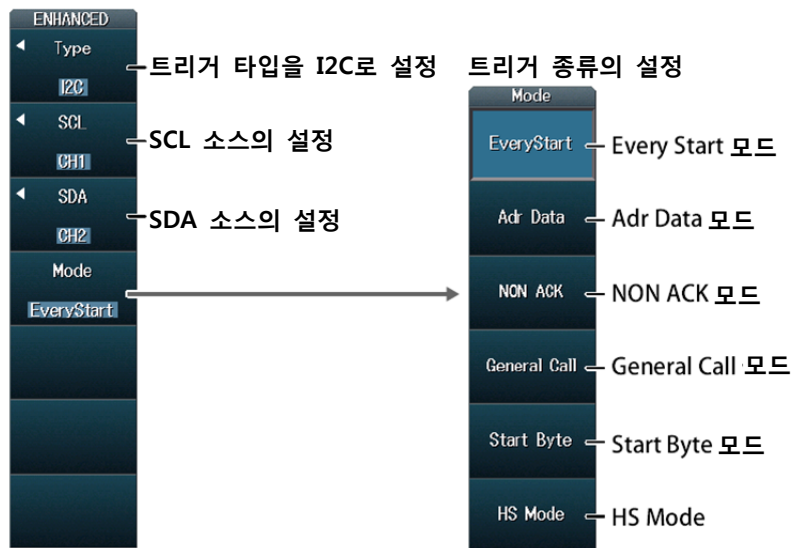 ENHANCED
Type
I2C
트리거 타입을 I2C로 설정
SCL
CH1
SCL 소스의 설정
SDA
CH2
SDA 소스의 설정
Mode
EveryStart
트리거 종류의 설정
Mode
EveryStart
Every Start 모드
Adr Data
Adr Data 모드
NON ACK
NON ACK 모드
General Call
General Call 모드
Start Byte
Start Byte 모드
HS Mode
HS Mode